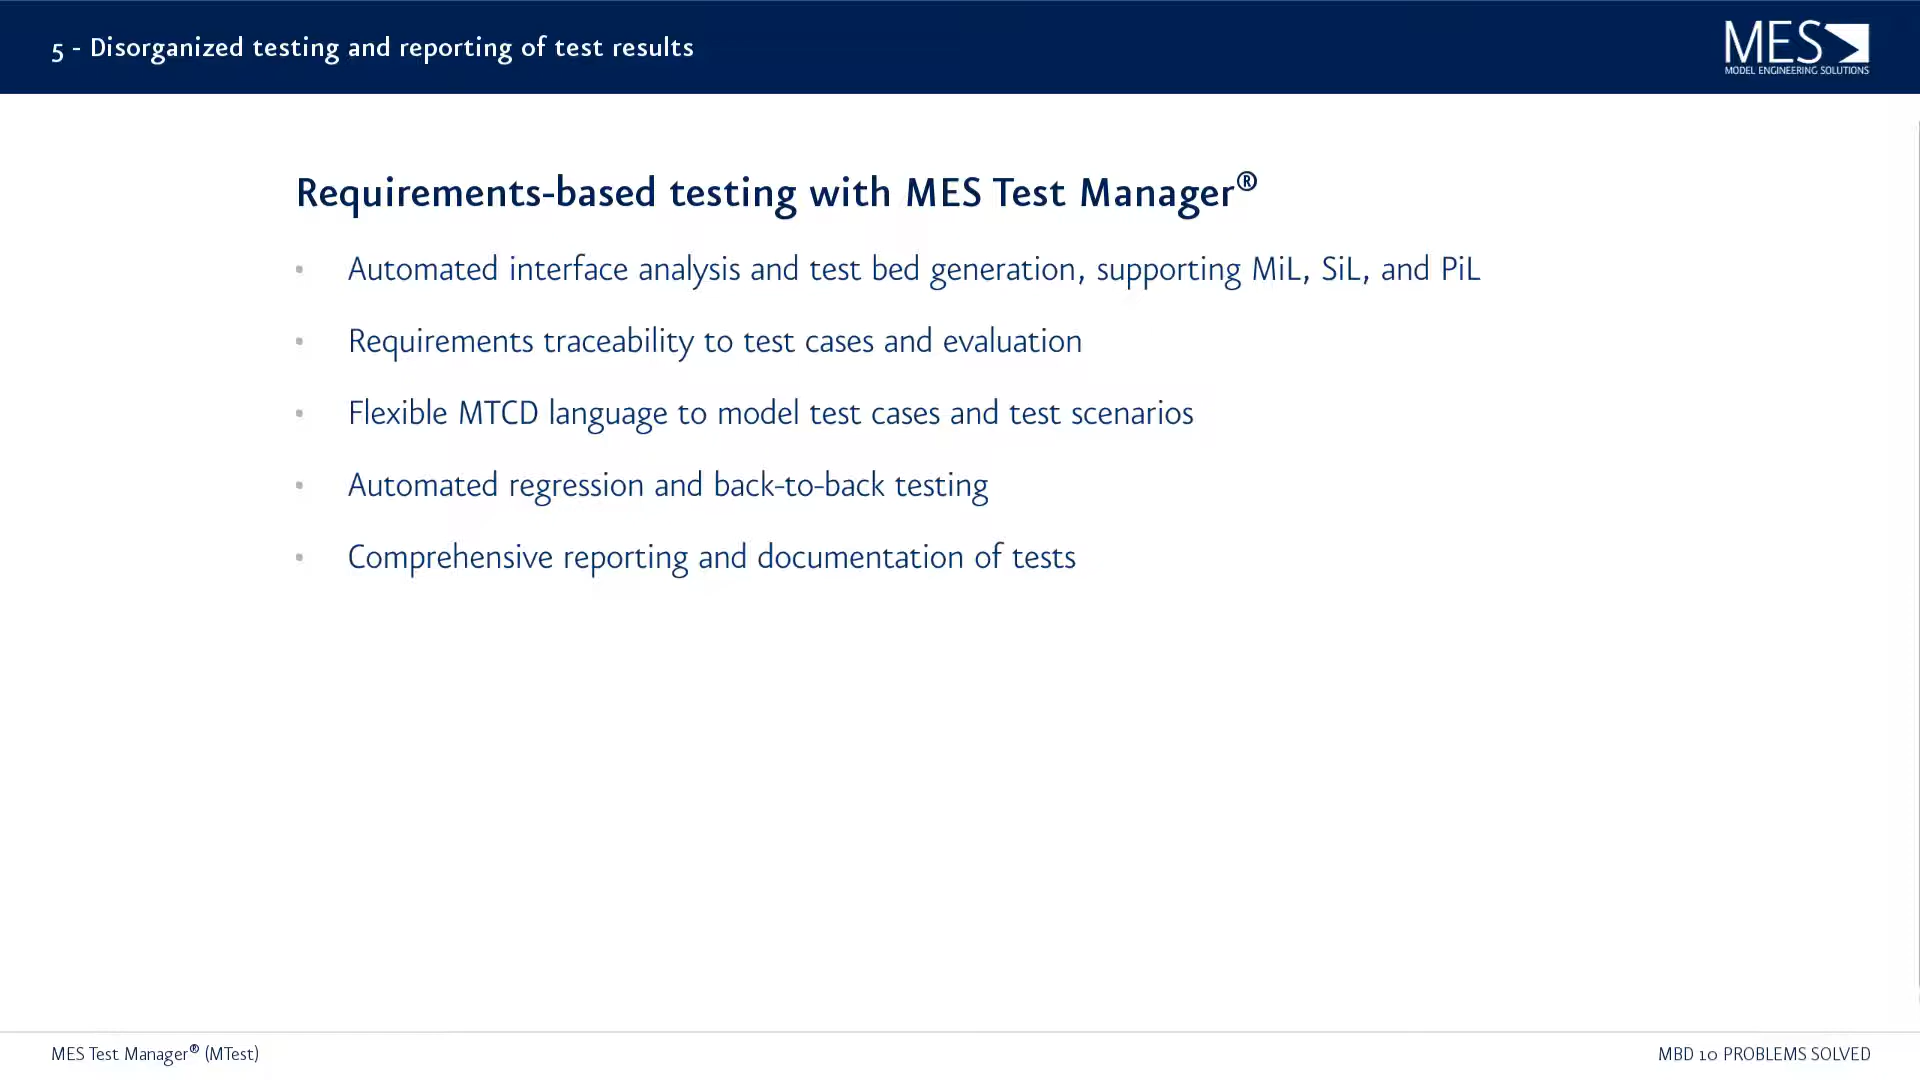 5 - Disorganized testing and reporting of test results
MES
MODEL ENGINEERING SOLUTIONS
Requirements-based testing with MES Test Manager®
• Automated interface analysis and test bed generation, supporting MiL, SiL, and PiL
• Requirements traceability to test cases and evaluation
• Flexible MTCD language to model test cases and test scenarios
• Automated regression and back-to-back testing
• Comprehensive reporting and documentation of tests
MES Test Manager® (MTest)
MBD 10 PROBLEMS SOLVED